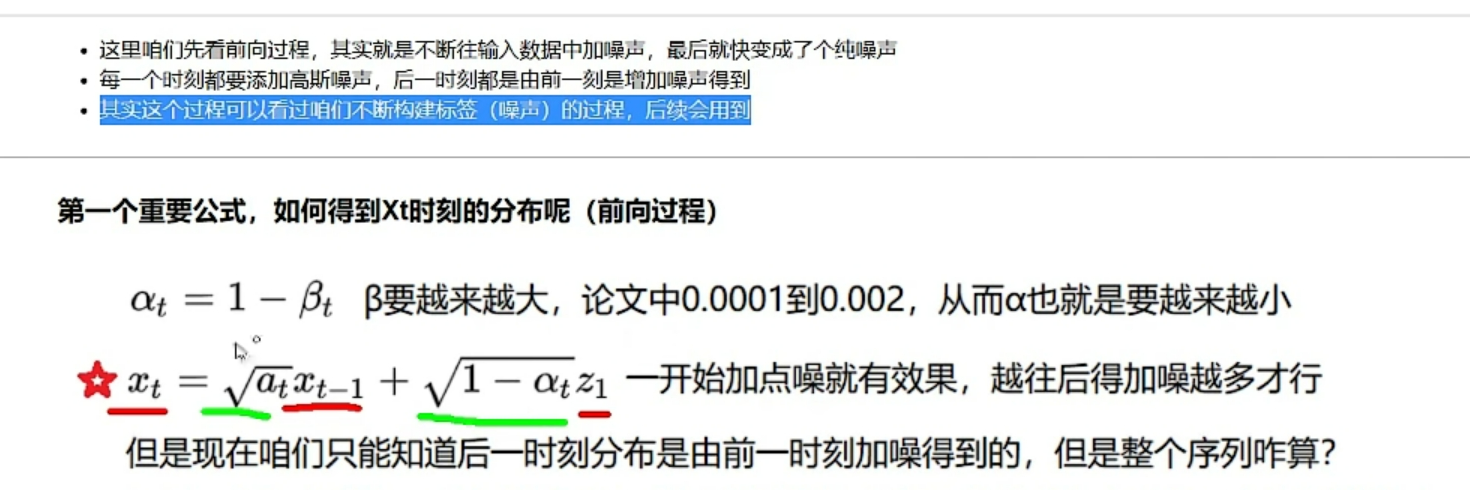 这里咱们先看前向过程，其实就是不断往输入数据中加噪声，最后就快变成了个纯噪声
每一个时刻都要添加高斯噪声，后一时刻都是由前一刻是增加噪声得到
其实这个过程可以看过咱们不断构建标签（噪声）的过程，后续会用到
第一个重要公式，如何得到Xt时刻的分布呢（前向过程）
αₜ = 1 − βₜ β要越来越大，论文中0.0001到0.002，从而α也就是要越来越小
xₜ = √aₜxₜ₋₁ + √1 − αₜz₁ 一开始加点噪就有效果，越往后得加噪越多才行
但是现在咱们只能知道后一时刻分布是由前一时刻加噪得到的，但是整个序列咋算？